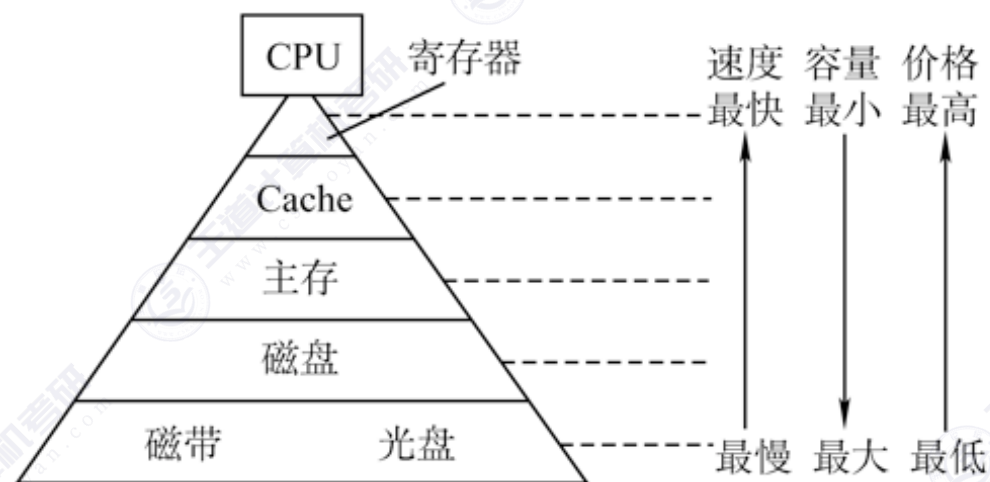 CPU
寄存器
速度 容量 价格
最快 最小 最高
Cache
主存
磁盘
磁带 光盘
最慢 最大 最低